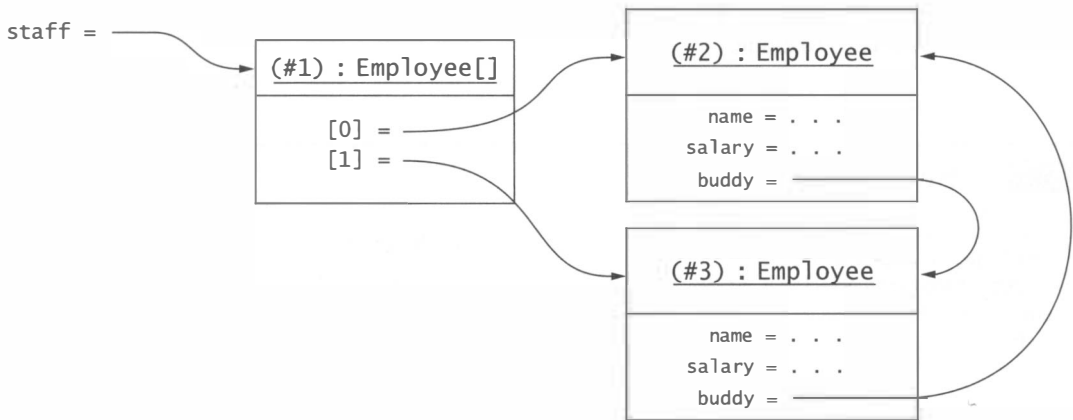 staff =
(#1) : Employee[]
[0] =
[1] =
(#2) : Employee
name = . . .
salary = . . .
buddy =
(#3) : Employee
name = . . .
salary = . . .
buddy =